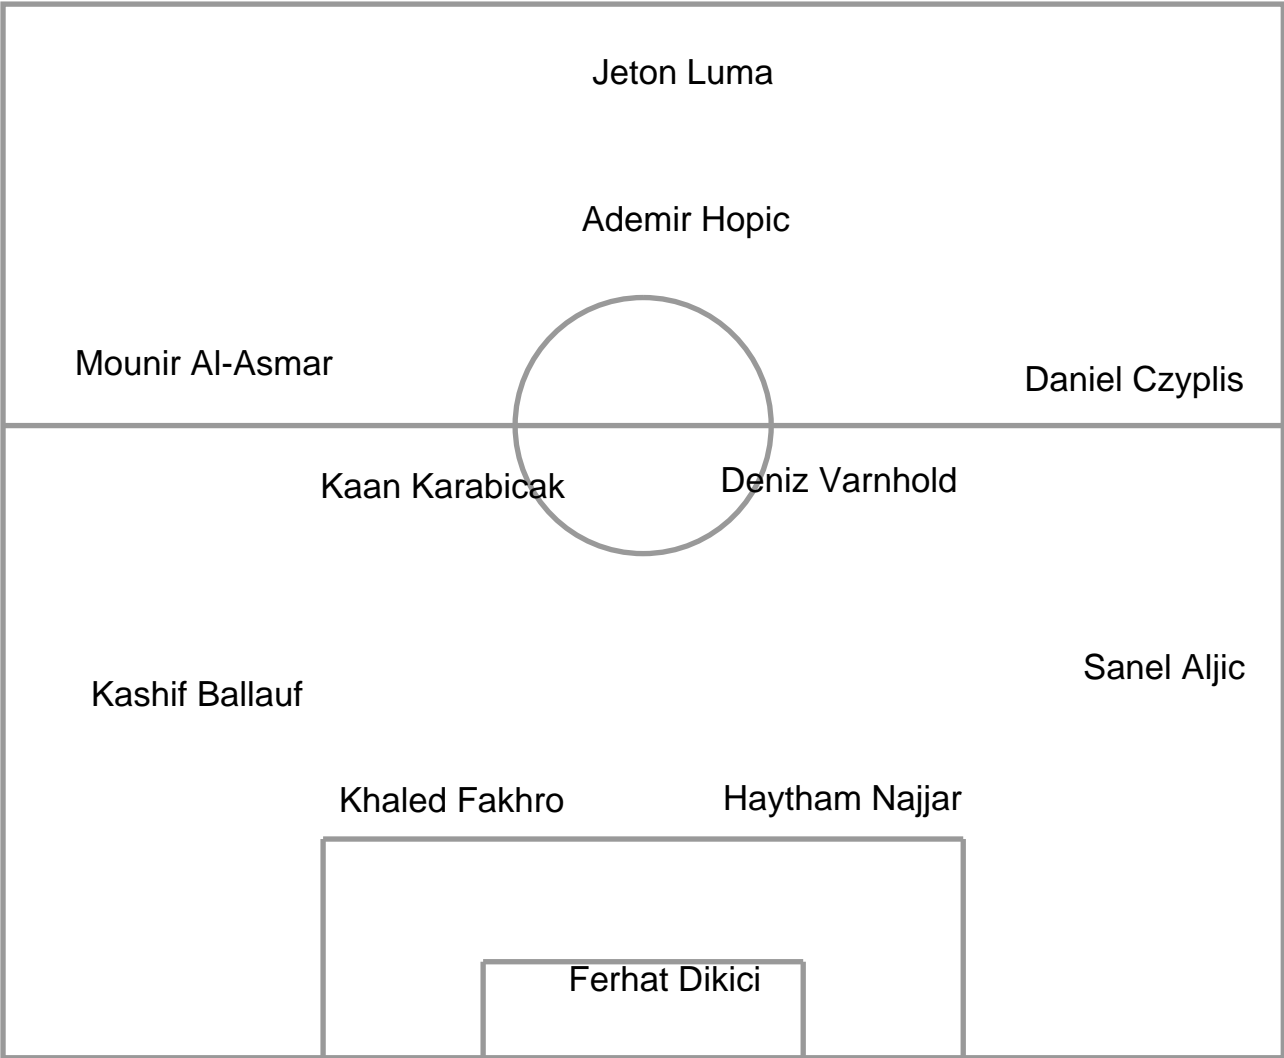 Jeton Luma
Ademir Hopic
Mounir Al-Asmar
Daniel Czyplis
Kaan Karabicak
Deniz Varnhold
Kashif Ballauf
Sanel Aljic
Khaled Fakhro
Haytham Najjar
Ferhat Dikici